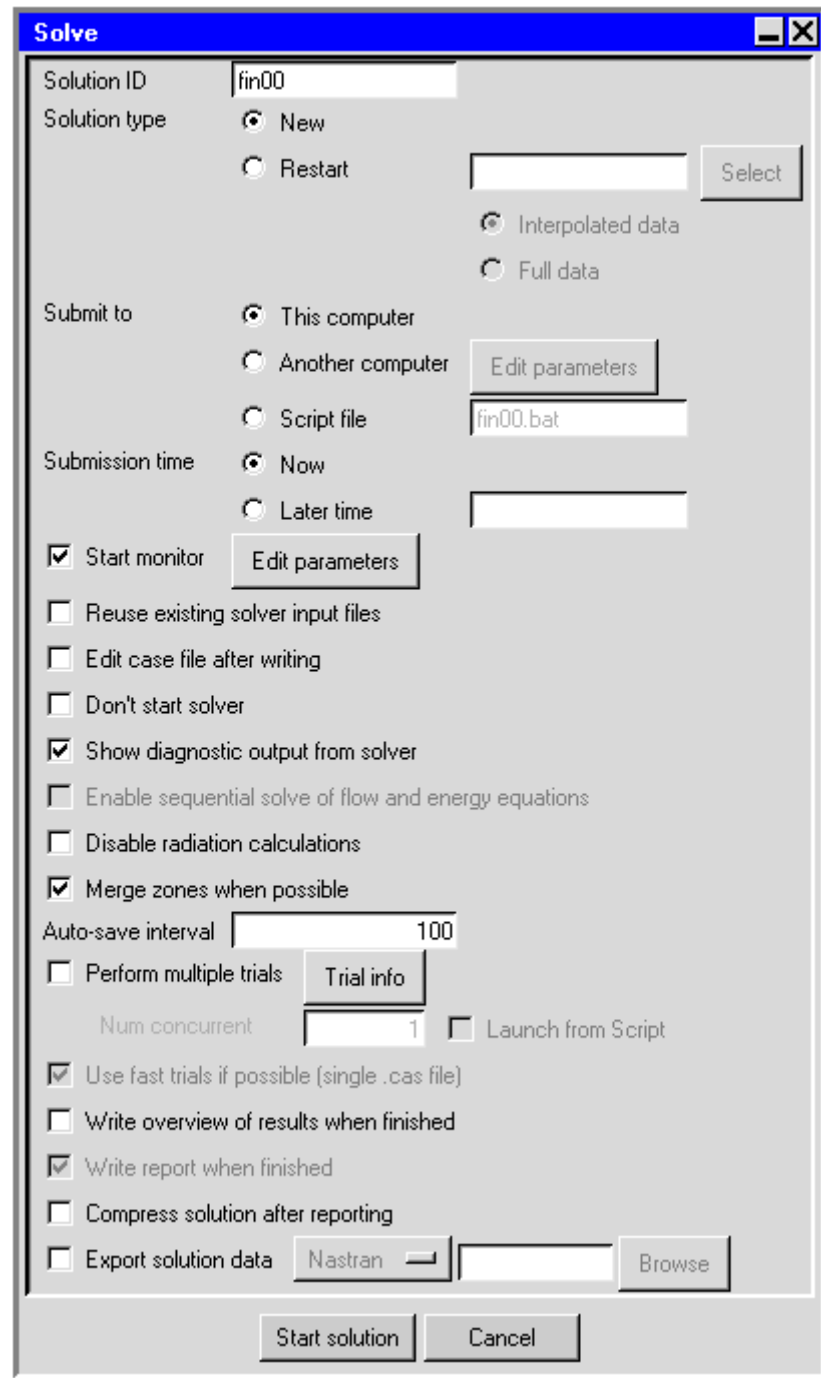 Solve
Solution ID fin00
Solution type New
Restart Select
Interpolated data
Full data
Submit to This computer
Another computer Edit parameters
Script file fin00.bat
Submission time Now
Later time
Start monitor Edit parameters
Reuse existing solver input files
Edit case file after writing
Don't start solver
Show diagnostic output from solver
Enable sequential solve of flow and energy equations
Disable radiation calculations
Merge zones when possible
Auto-save interval 100
Perform multiple trials Trial info
Num concurrent 1 Launch from Script
Use fast trials if possible (single .cas file)
Write overview of results when finished
Write report when finished
Compress solution after reporting
Export solution data Nastran Browse
Start solution Cancel